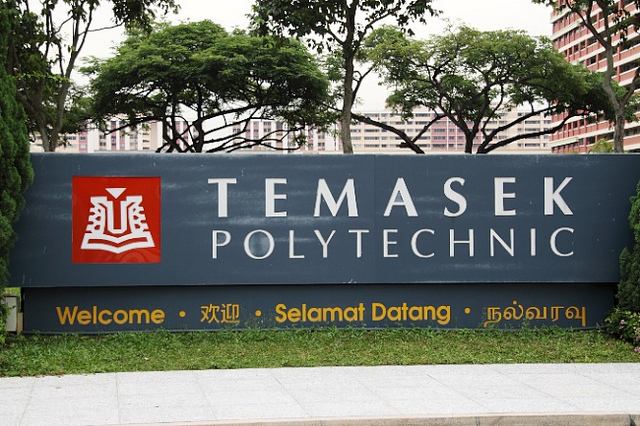 TEMASEK
POLYTECHNIC
Welcome • 欢迎 • Selamat Datang • நல்வரவு